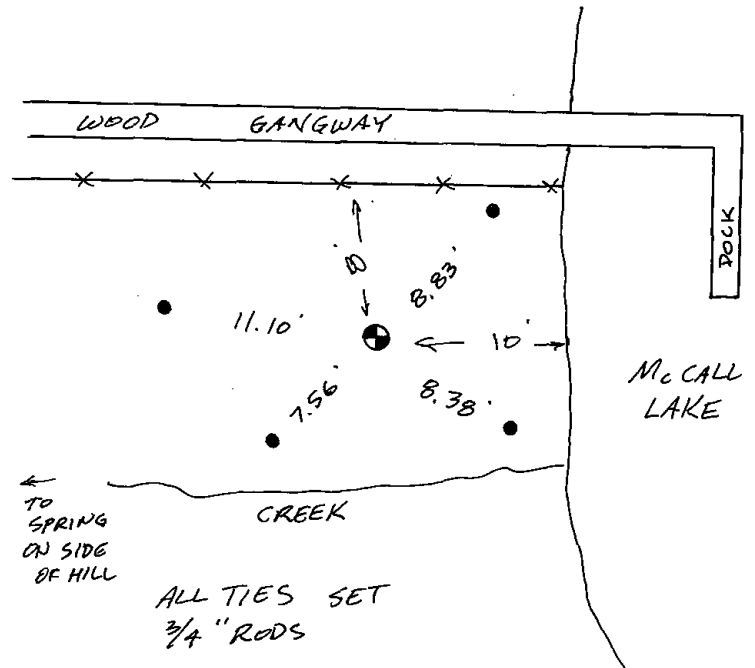 WOOD GANGWAY
DOCK
8'
8.83'
11.10'
10'
7.56'
8.38'
McCALL
LAKE
CREEK
TO
SPRING
ON SIDE
OF HILL
ALL TIES SET
3/4" RODS